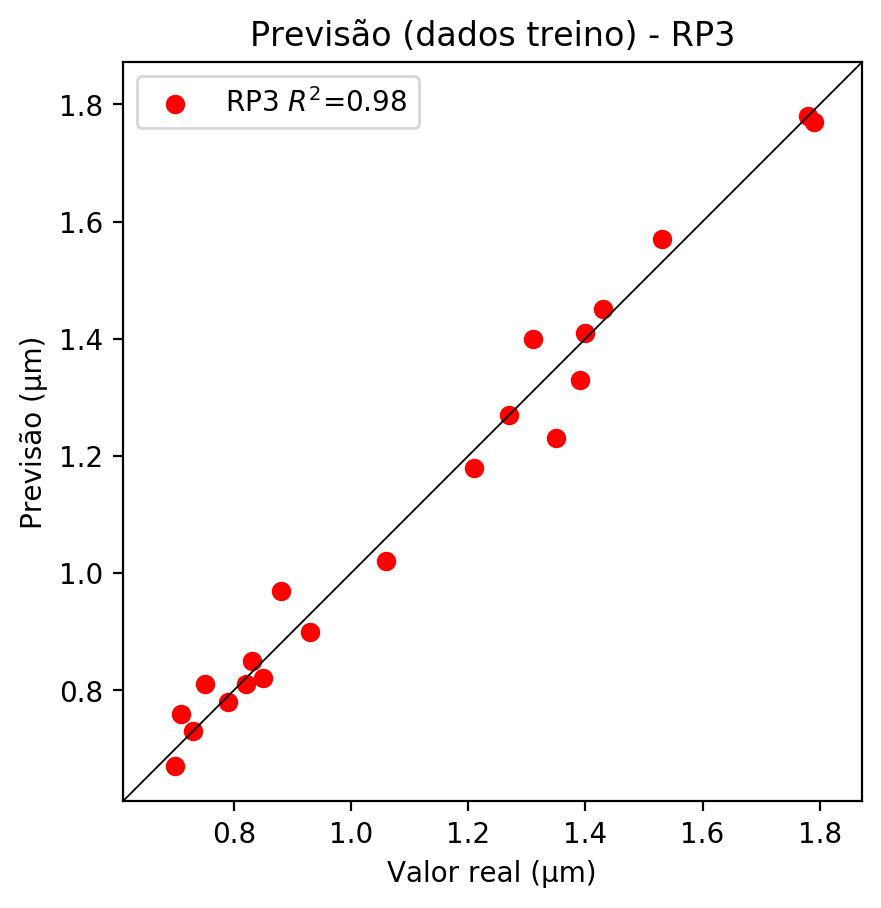 Previsão (dados treino) - RP3
RP3 R²=0.98
1.8
1.6
1.4
1.2
1.0
0.8
Previsão (μm)
0.8 1.0 1.2 1.4 1.6 1.8
Valor real (μm)